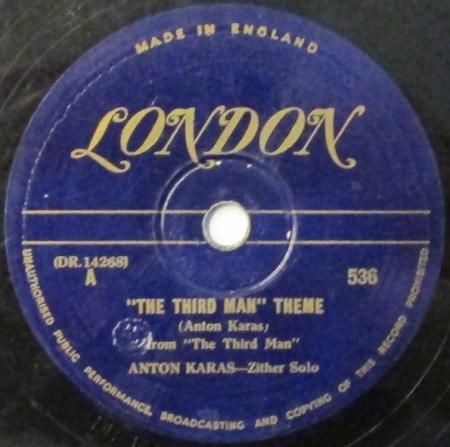 MADE IN ENGLAND
LONDON
(DR.14268)
A
536
"THE THIRD MAN" THEME
(Anton Karas)
from "The Third Man"
ANTON KARAS—Zither Solo
UNAUTHORISED PUBLIC PERFORMANCE, BROADCASTING AND COPYING OF THIS RECORD PROHIBITED